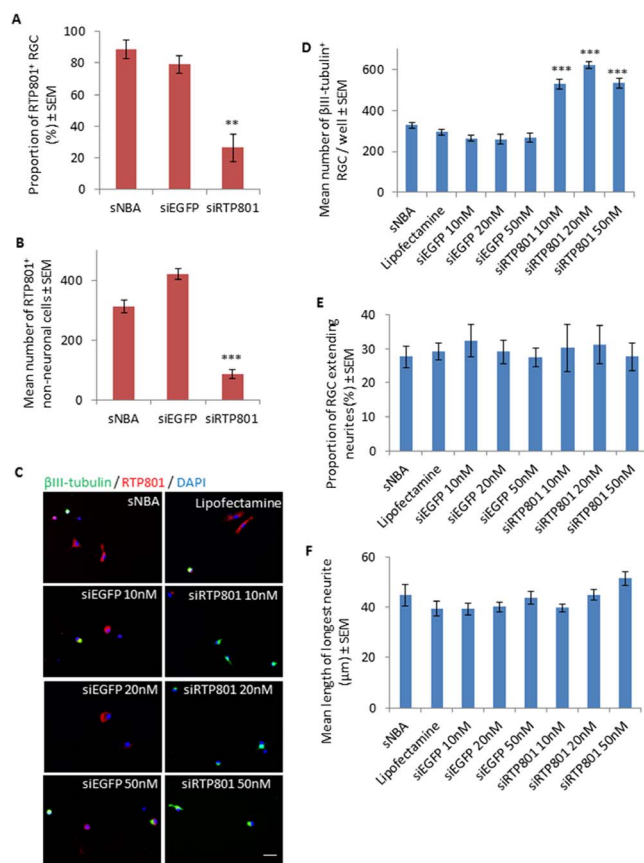 A
Proportion of RTP801⁺ RGC
(%) ± SEM
100
80
60
40
20
0
**
sNBA
siEGFP
siRTP801
B
Mean number of RTP801⁺
non-neuronal cells ± SEM
400
200
0
***
sNBA
siEGFP
siRTP801
C
βIII-tubulin / RTP801 / DAPI
sNBA
Lipofectamine
siEGFP 10nM
siRTP801 10nM
siEGFP 20nM
siRTP801 20nM
siEGFP 50nM
siRTP801 50nM
D
Mean number of βIII-tubulin⁺
RGC / well ± SEM
600
400
200
0
***
***
***
sNBA
Lipofectamine
siEGFP 10nM
siEGFP 20nM
siEGFP 50nM
siRTP801 10nM
siRTP801 20nM
siRTP801 50nM
E
Proportion of RGC extending
neurites (%) ± SEM
40
30
20
10
0
sNBA
Lipofectamine
siEGFP 10nM
siEGFP 20nM
siEGFP 50nM
siRTP801 10nM
siRTP801 20nM
siRTP801 50nM
F
Mean length of longest neurite
(µm) ± SEM
60
40
20
0
sNBA
Lipofectamine
siEGFP 10nM
siEGFP 20nM
siEGFP 50nM
siRTP801 10nM
siRTP801 20nM
siRTP801 50nM